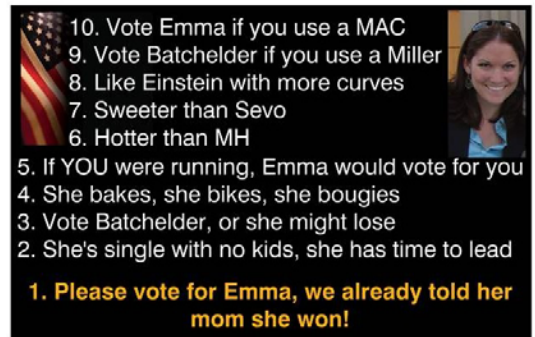 10. Vote Emma if you use a MAC
9. Vote Batchelder if you use a Miller
8. Like Einstein with more curves
7. Sweeter than Sevo
6. Hotter than MH
5. If YOU were running, Emma would vote for you
4. She bakes, she bikes, she bougies
3. Vote Batchelder, or she might lose
2. She's single with no kids, she has time to lead
1. Please vote for Emma, we already told her
mom she won!